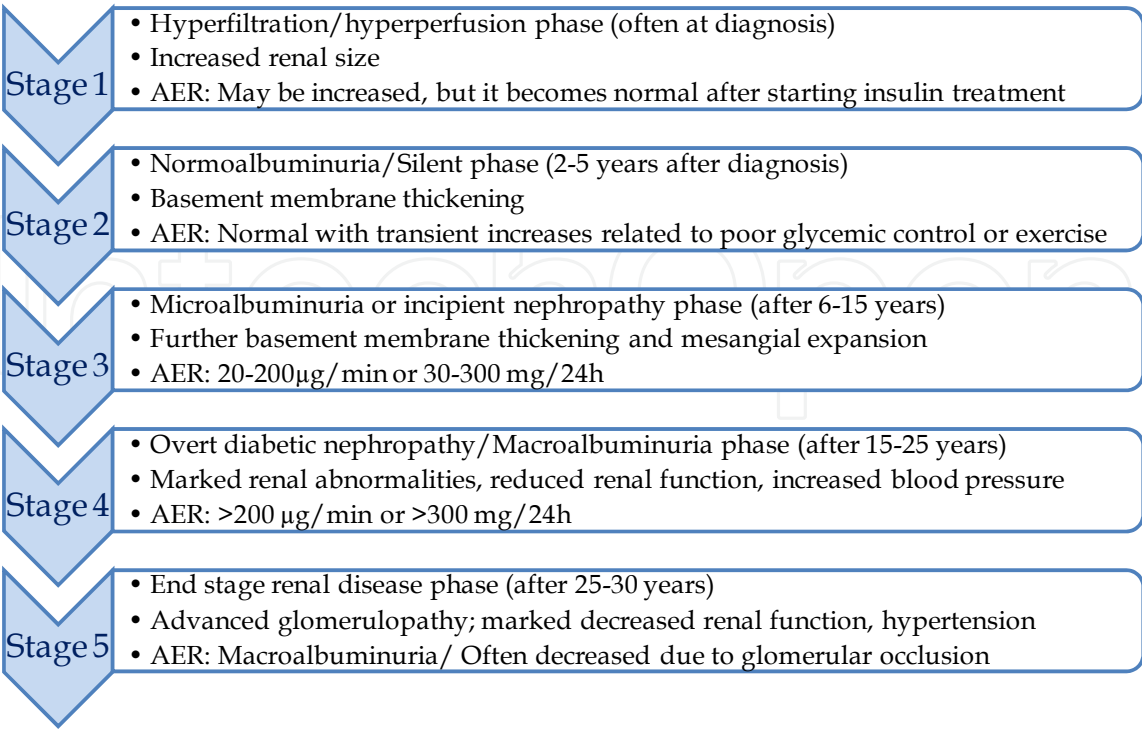 Stage 1
• Hyperfiltration/hyperperfusion phase (often at diagnosis)
• Increased renal size
• AER: May be increased, but it becomes normal after starting insulin treatment
Stage 2
• Normoalbuminuria/Silent phase (2-5 years after diagnosis)
• Basement membrane thickening
• AER: Normal with transient increases related to poor glycemic control or exercise
Stage 3
• Microalbuminuria or incipient nephropathy phase (after 6-15 years)
• Further basement membrane thickening and mesangial expansion
• AER: 20-200µg/min or 30-300 mg/24h
Stage 4
• Overt diabetic nephropathy/Macroalbuminuria phase (after 15-25 years)
• Marked renal abnormalities, reduced renal function, increased blood pressure
• AER: >200 µg/min or >300 mg/24h
Stage 5
• End stage renal disease phase (after 25-30 years)
• Advanced glomerulopathy; marked decreased renal function, hypertension
• AER: Macroalbuminuria/ Often decreased due to glomerular occlusion
IntechOpen